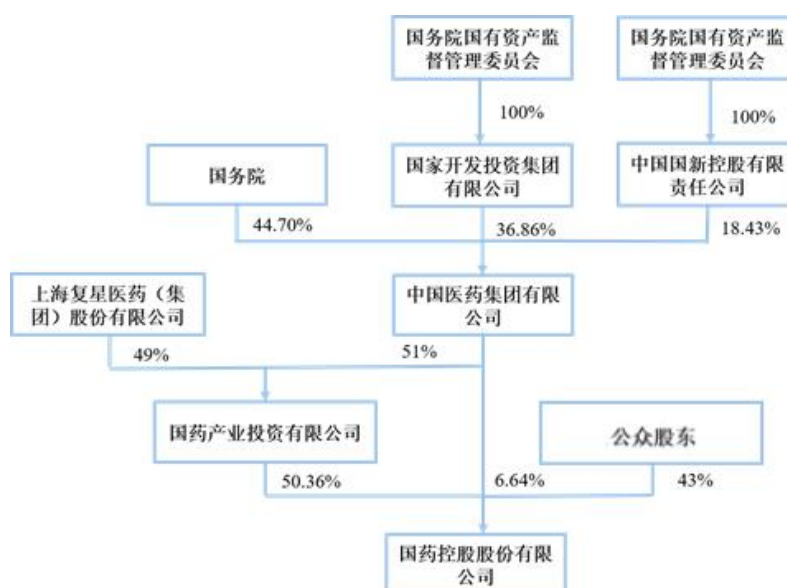 国务院国有资产监
督管理委员会
国务院国有资产监
督管理委员会
100%
100%
国务院
国家开发投资集团
有限公司
中国国新控股有限
责任公司
44.70%
36.86%
18.43%
上海复星医药（集
团）股份有限公司
中国医药集团有限
公司
49%
51%
国药产业投资有限公司
公众股东
50.36%
6.64%
43%
国药控股股份有限
公司